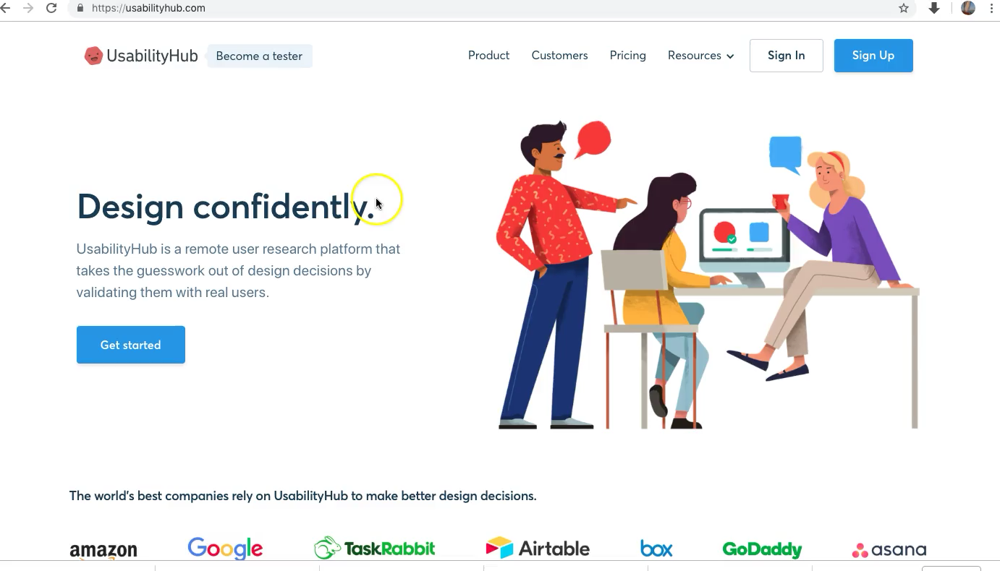 https://usabilityhub.com
UsabilityHub
Become a tester
Product
Customers
Pricing
Resources
Sign In
Sign Up
Design confidently.
UsabilityHub is a remote user research platform that
takes the guesswork out of design decisions by
validating them with real users.
Get started
The world's best companies rely on UsabilityHub to make better design decisions.
amazon
Google
TaskRabbit
Airtable
box
GoDaddy
asana